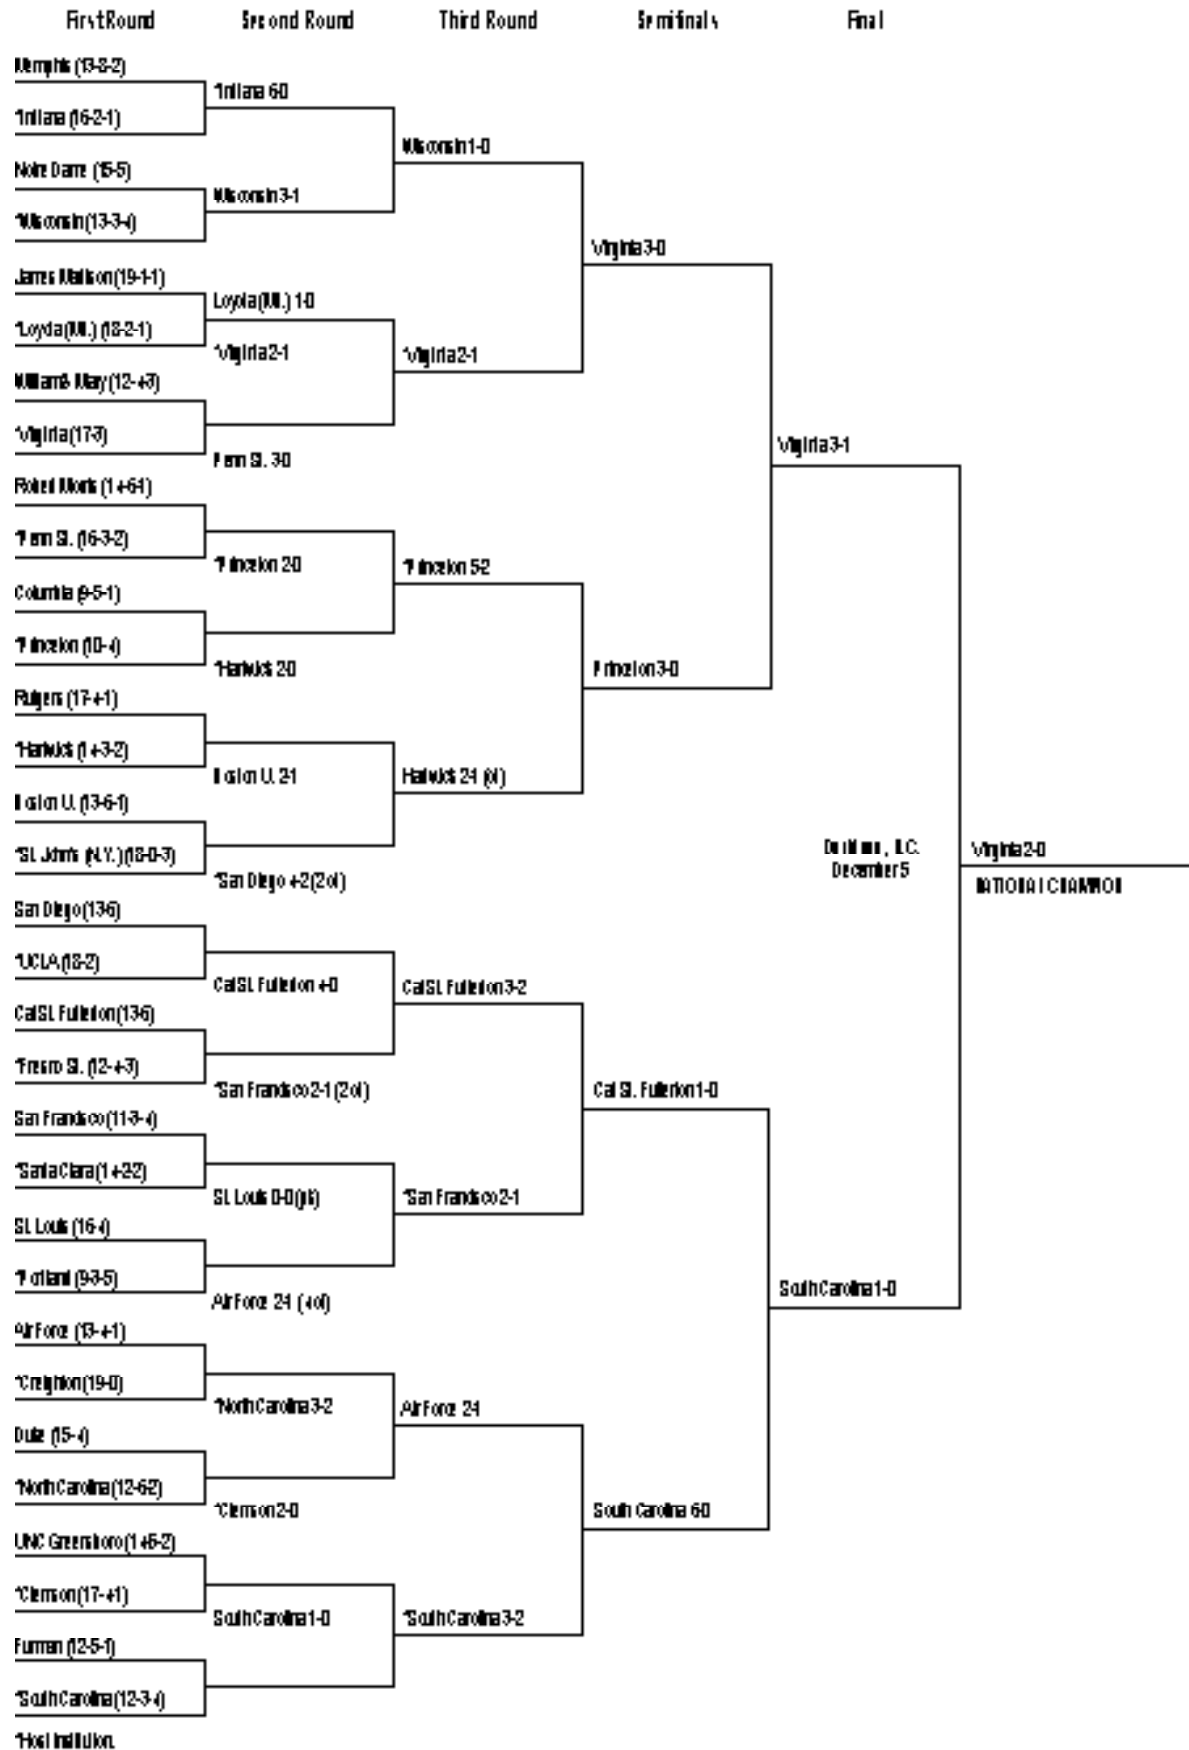 First Round
Second Round
Third Round
Semifinals
Final
Memphis (13-8-2)
*Indiana (16-2-1)
Notre Dame (15-5)
*Wisconsin (13-3-4)
James Madison (19-1-1)
*Loyola (Md.) (18-2-1)
William & Mary (12-4-3)
*Virginia (17-3)
Robert Morris (14-6-1)
*Penn St. (16-3-2)
Columbia (9-5-1)
*Princeton (10-4)
Rutgers (17-4-1)
*Hartwick (14-3-2)
Boston U. (13-6-1)
*St. John's (N.Y.) (18-0-3)
San Diego (13-6)
*UCLA (18-2)
Cal St. Fullerton (13-6)
*Fresno St. (12-4-3)
San Francisco (11-3-4)
*Santa Clara (14-2-2)
St. Louis (16-4)
*Portland (9-3-5)
Air Force (13-4-1)
*Creighton (19-0)
Duke (15-4)
*North Carolina (12-6-2)
UNC Greensboro (14-5-2)
*Clemson (17-4-1)
Furman (12-5-1)
*South Carolina (12-3-4)
*Host institution.
*Indiana 6-0
Wisconsin 3-1
Loyola (Md.) 1-0
*Virginia 2-1
Penn St. 3-0
*Princeton 2-0
*Hartwick 2-0
Boston U. 2-1
*San Diego 4-2 (2 ot)
Cal St. Fullerton 4-0
*San Francisco 2-1 (2 ot)
St. Louis 0-0 (pk)
Air Force 2-1 (4 ot)
*North Carolina 3-2
*Clemson 2-0
South Carolina 1-0
Wisconsin 1-0
*Virginia 2-1
*Princeton 5-2
Hartwick 2-1 (ot)
Cal St. Fullerton 3-2
*San Francisco 2-1
Air Force 2-1
*South Carolina 3-2
*Virginia 3-0
Princeton 3-0
Cal St. Fullerton 1-0
South Carolina 6-0
Virginia 3-1
South Carolina 1-0
December 5
Virginia 2-0
NATIONAL CHAMPION